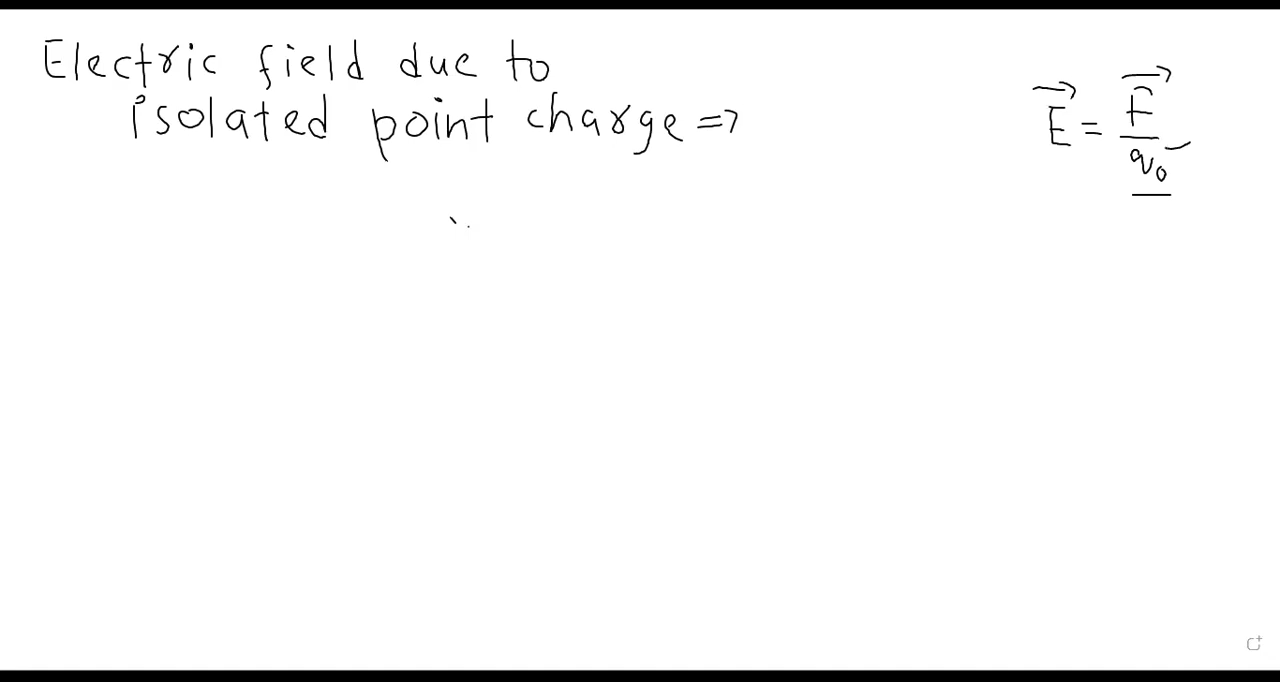 Electric field due to
isolated point charge ⇒
E⃗ = F⃗ / q₀